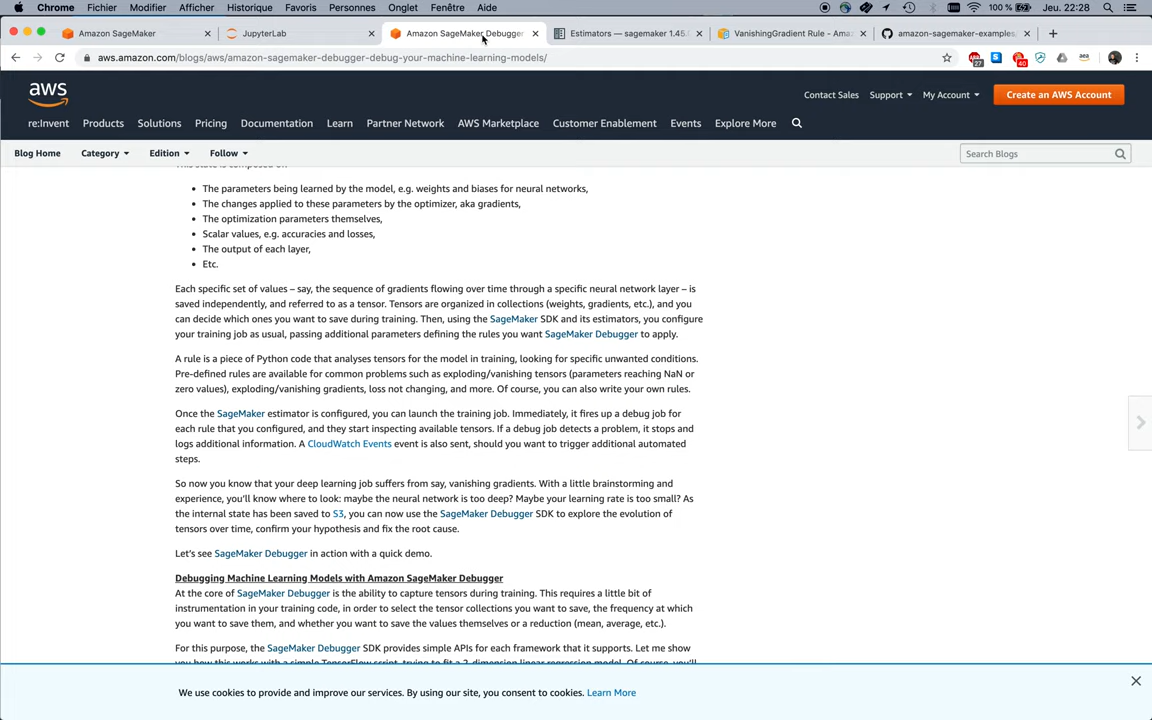 Chrome Fichier Modifier Afficher Historique Favoris Personnes Onglet Fenêtre Aide 100 % Jeu. 22:28
Amazon SageMaker JupyterLab Amazon SageMaker Debugger Estimators — sagemaker 1.45. VanishingGradient Rule - Amaz amazon-sagemaker-examples
aws.amazon.com/blogs/aws/amazon-sagemaker-debugger-debug-your-machine-learning-models/
aws Contact Sales Support My Account Create an AWS Account
re:Invent Products Solutions Pricing Documentation Learn Partner Network AWS Marketplace Customer Enablement Events Explore More
Blog Home Category Edition Follow Search Blogs
• The parameters being learned by the model, e.g. weights and biases for neural networks,
• The changes applied to these parameters by the optimizer, aka gradients,
• The optimization parameters themselves,
• Scalar values, e.g. accuracies and losses,
• The output of each layer,
• Etc.
Each specific set of values – say, the sequence of gradients flowing over time through a specific neural network layer – is
saved independently, and referred to as a tensor. Tensors are organized in collections (weights, gradients, etc.), and you
can decide which ones you want to save during training. Then, using the SageMaker SDK and its estimators, you configure
your training job as usual, passing additional parameters defining the rules you want SageMaker Debugger to apply.
A rule is a piece of Python code that analyses tensors for the model in training, looking for specific unwanted conditions.
Pre-defined rules are available for common problems such as exploding/vanishing tensors (parameters reaching NaN or
zero values), exploding/vanishing gradients, loss not changing, and more. Of course, you can also write your own rules.
Once the SageMaker estimator is configured, you can launch the training job. Immediately, it fires up a debug job for
each rule that you configured, and they start inspecting available tensors. If a debug job detects a problem, it stops and
logs additional information. A CloudWatch Events event is also sent, should you want to trigger additional automated
steps.
So now you know that your deep learning job suffers from say, vanishing gradients. With a little brainstorming and
experience, you'll know where to look: maybe the neural network is too deep? Maybe your learning rate is too small? As
the internal state has been saved to S3, you can now use the SageMaker Debugger SDK to explore the evolution of
tensors over time, confirm your hypothesis and fix the root cause.
Let's see SageMaker Debugger in action with a quick demo.
Debugging Machine Learning Models with Amazon SageMaker Debugger
At the core of SageMaker Debugger is the ability to capture tensors during training. This requires a little bit of
instrumentation in your training code, in order to select the tensor collections you want to save, the frequency at which
you want to save them, and whether you want to save the values themselves or a reduction (mean, average, etc.).
For this purpose, the SageMaker Debugger SDK provides simple APIs for each framework that it supports. Let me show
you how this works with a simple TensorFlow script, trying to fit a 2-dimension linear regression model. Of course, you'll
We use cookies to provide and improve our services. By using our site, you consent to cookies. Learn More